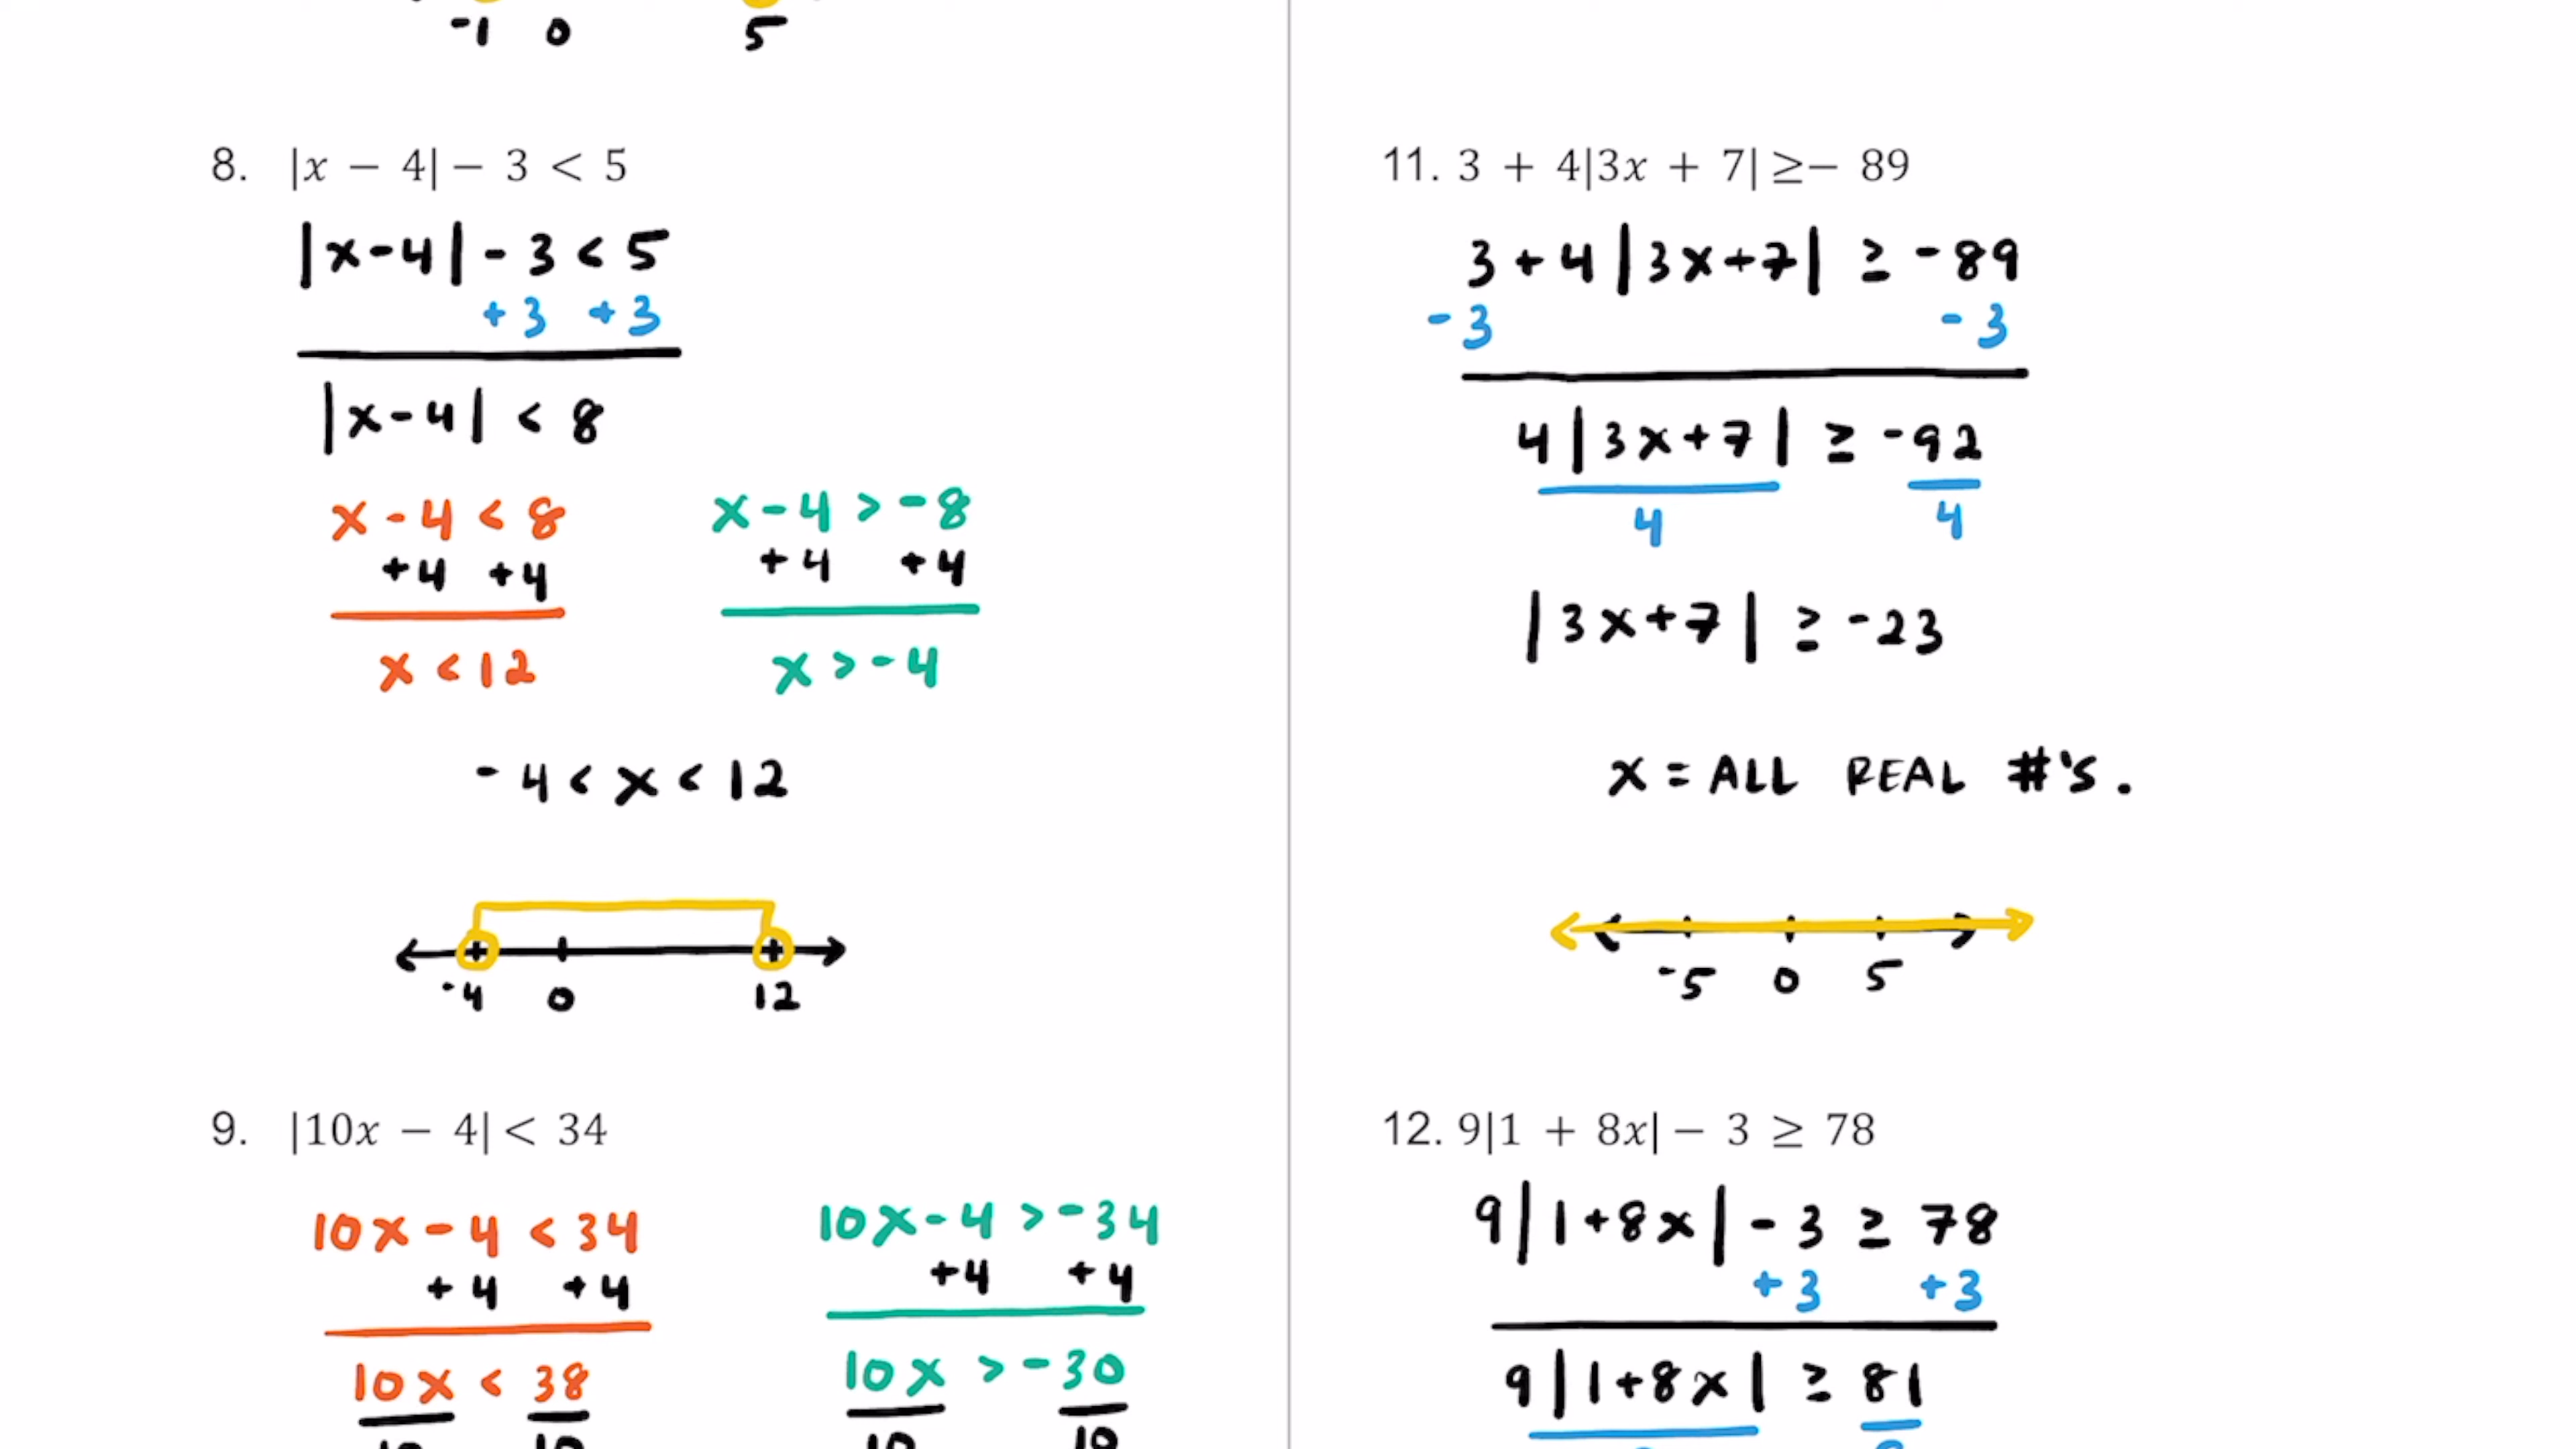 -1 0 5
8. |x − 4| − 3 < 5
|x-4| - 3 < 5
+3 +3
|x-4| < 8
x-4 < 8 x-4 > -8
+4 +4 +4 +4
x < 12 x > -4
-4 < x < 12
-4 0 12
9. |10x − 4| < 34
10x-4 < 34 10x-4 > -34
+4 +4 +4 +4
10x < 38 10x > -30
10 10 10 10
11. 3 + 4|3x + 7| ≥− 89
3+4|3x+7| ≥ -89
-3 -3
4|3x+7| ≥ -92
4 4
|3x+7| ≥ -23
x = ALL REAL #'s.
-5 0 5
12. 9|1 + 8x| − 3 ≥ 78
9|1+8x| - 3 ≥ 78
+3 +3
9|1+8x| ≥ 81